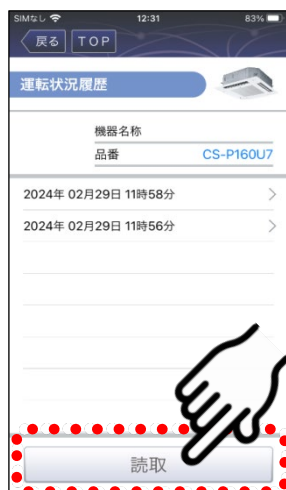 SIMなし 12:31 83%
戻る TOP
運転状況履歴
機器名称
品番 CS-P160U7
2024年 02月29日 11時58分
2024年 02月29日 11時56分
読取